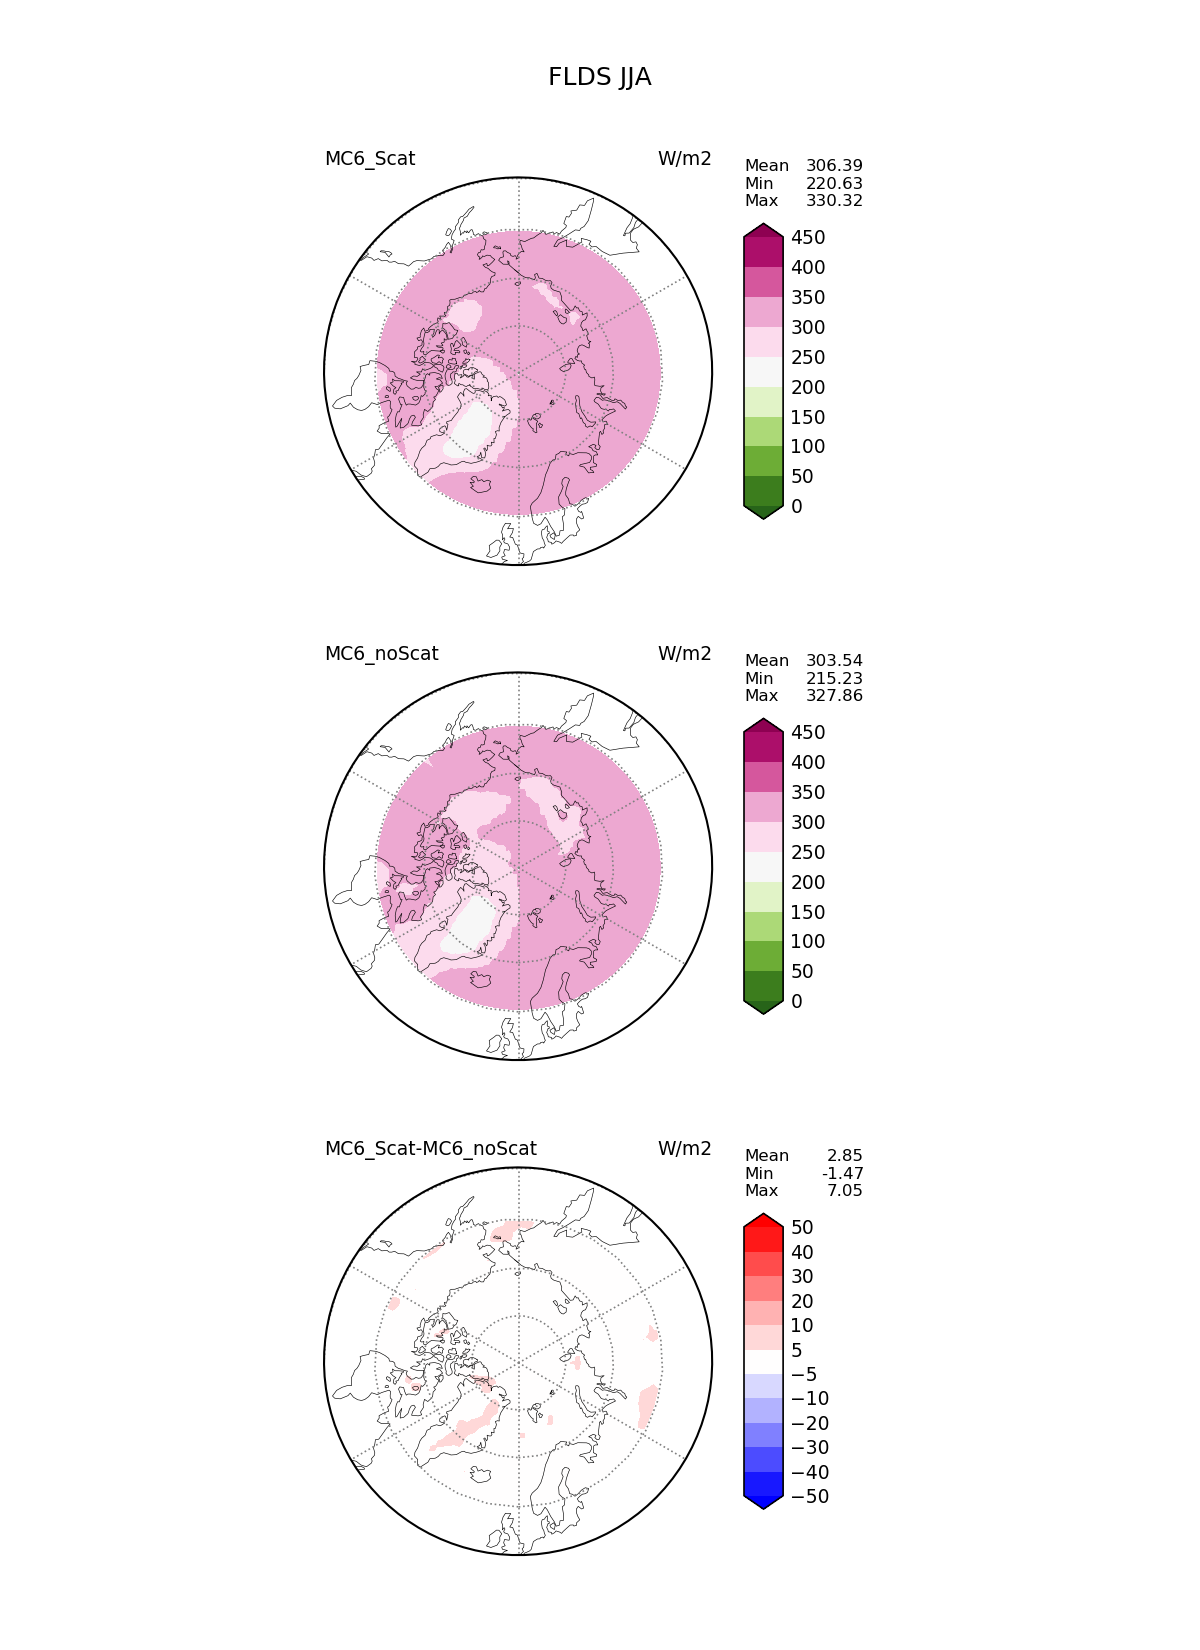 FLDS JJA
MC6_Scat W/m2
Mean 306.39
Min 220.63
Max 330.32
450
400
350
300
250
200
150
100
50
0
MC6_noScat W/m2
Mean 303.54
Min 215.23
Max 327.86
450
400
350
300
250
200
150
100
50
0
MC6_Scat-MC6_noScat W/m2
Mean 2.85
Min -1.47
Max 7.05
50
40
30
20
10
5
−5
−10
−20
−30
−40
−50